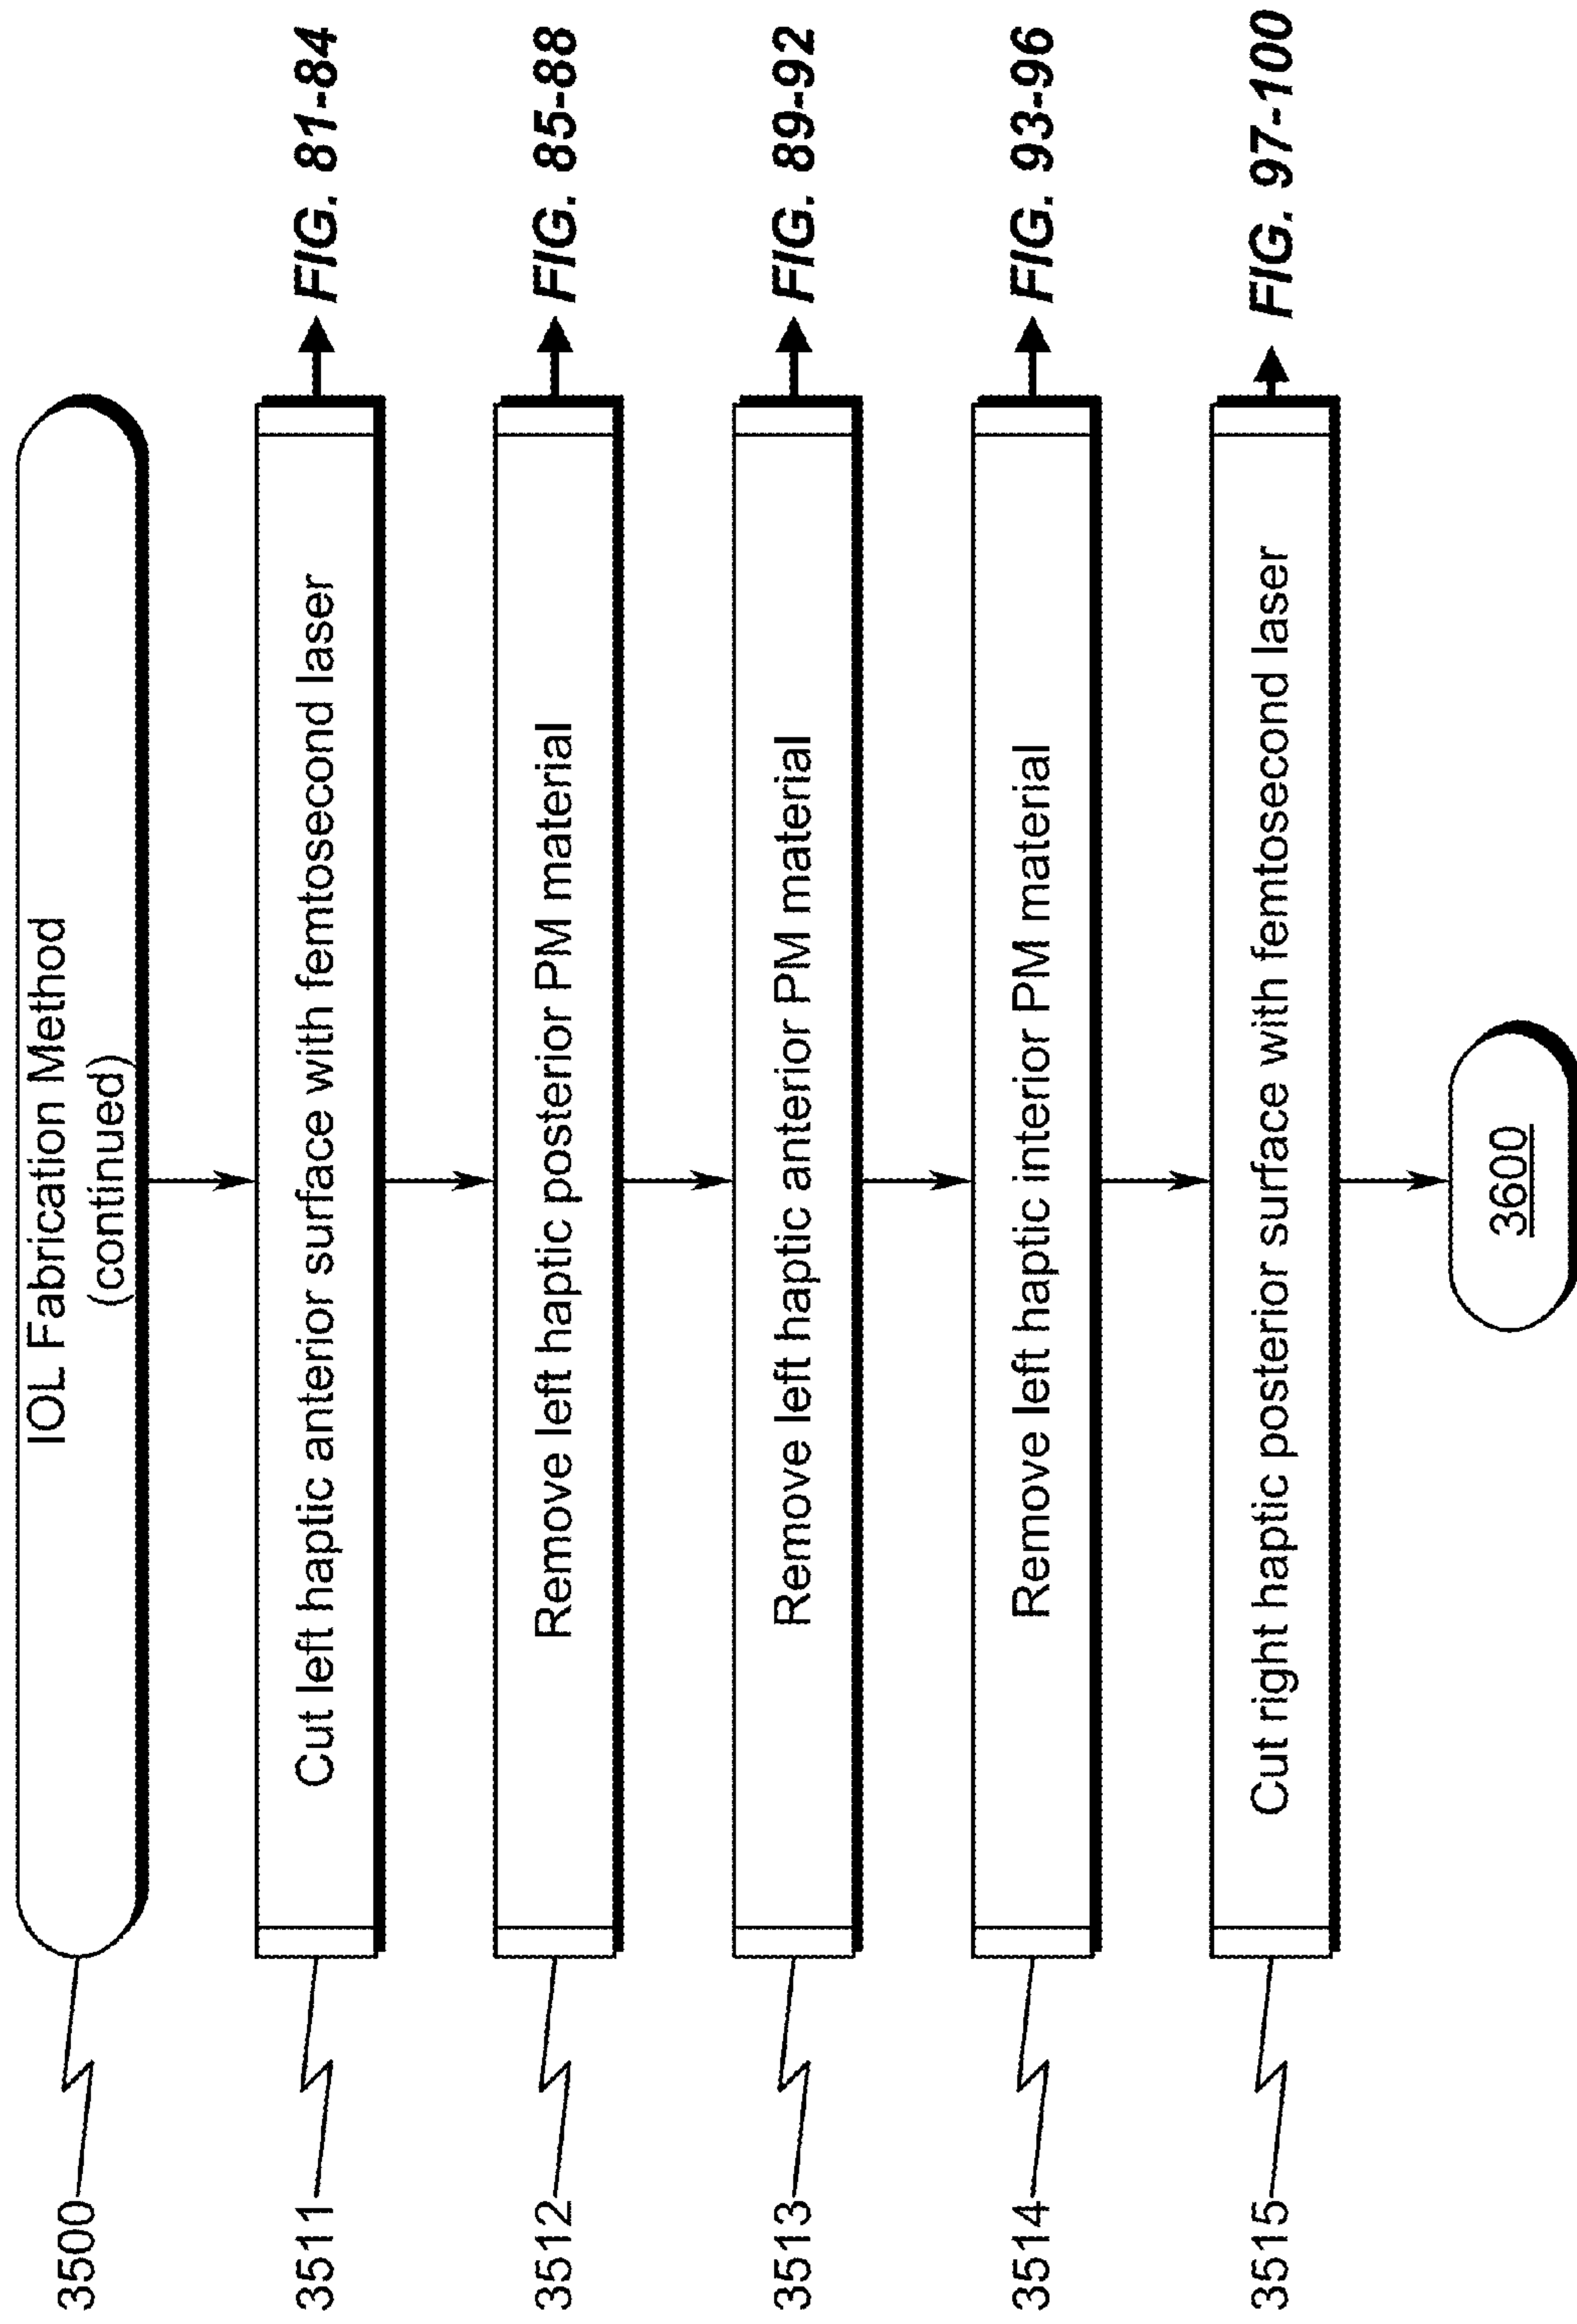 3500
IOL Fabrication Method
(continued)
3511
Cut left haptic anterior surface with femtosecond laser
FIG. 81-84
3512
Remove left haptic posterior PM material
FIG. 85-88
3513
Remove left haptic anterior PM material
FIG. 89-92
3514
Remove left haptic interior PM material
FIG. 93-96
3515
Cut right haptic posterior surface with femtosecond laser
FIG. 97-100
3600